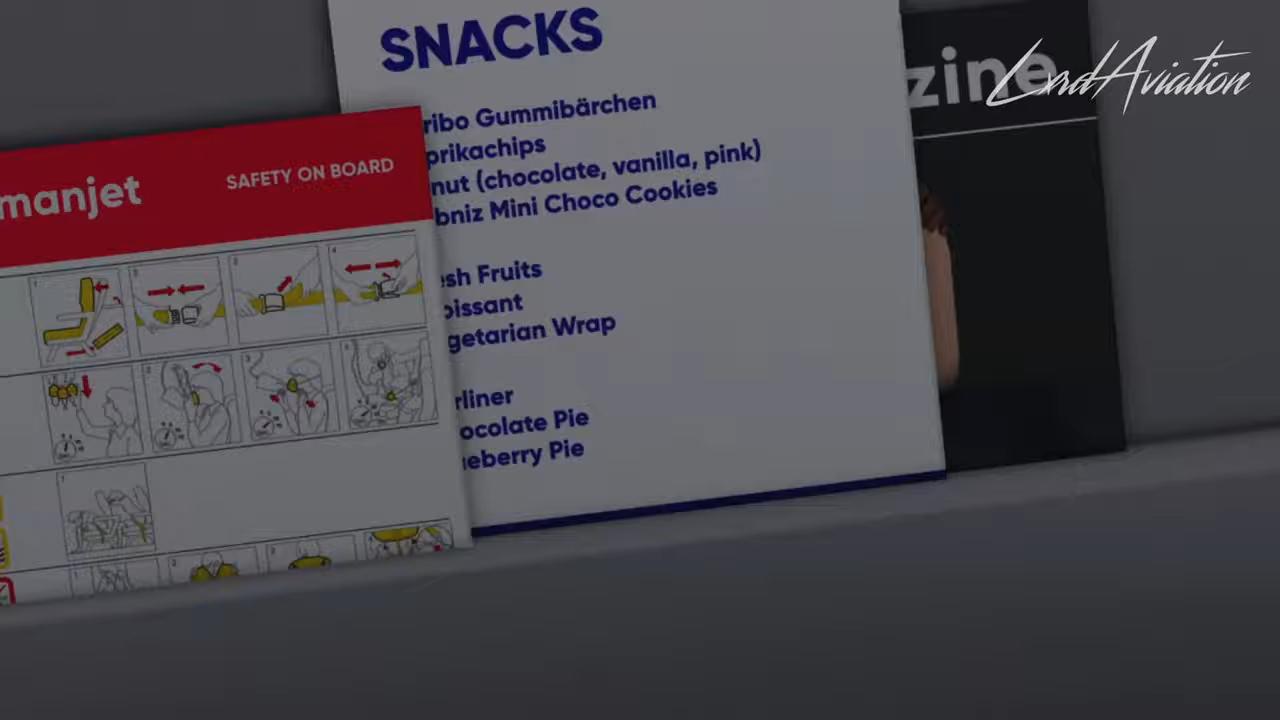 SNACKS
zine
LxrdAviation
ribo Gummibärchen
prikachips
nut (chocolate, vanilla, pink)
bniz Mini Choco Cookies
manjet
SAFETY ON BOARD
esh Fruits
oissant
getarian Wrap
rliner
ocolate Pie
eberry Pie